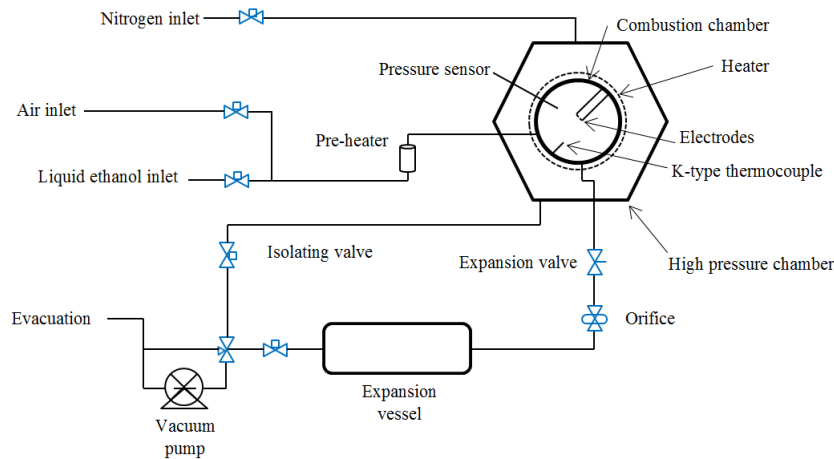 Nitrogen inlet
Combustion chamber
Pressure sensor
Heater
Air inlet
Pre-heater
Electrodes
Liquid ethanol inlet
K-type thermocouple
Isolating valve
Expansion valve
High pressure chamber
Evacuation
Orifice
Expansion
vessel
Vacuum
pump